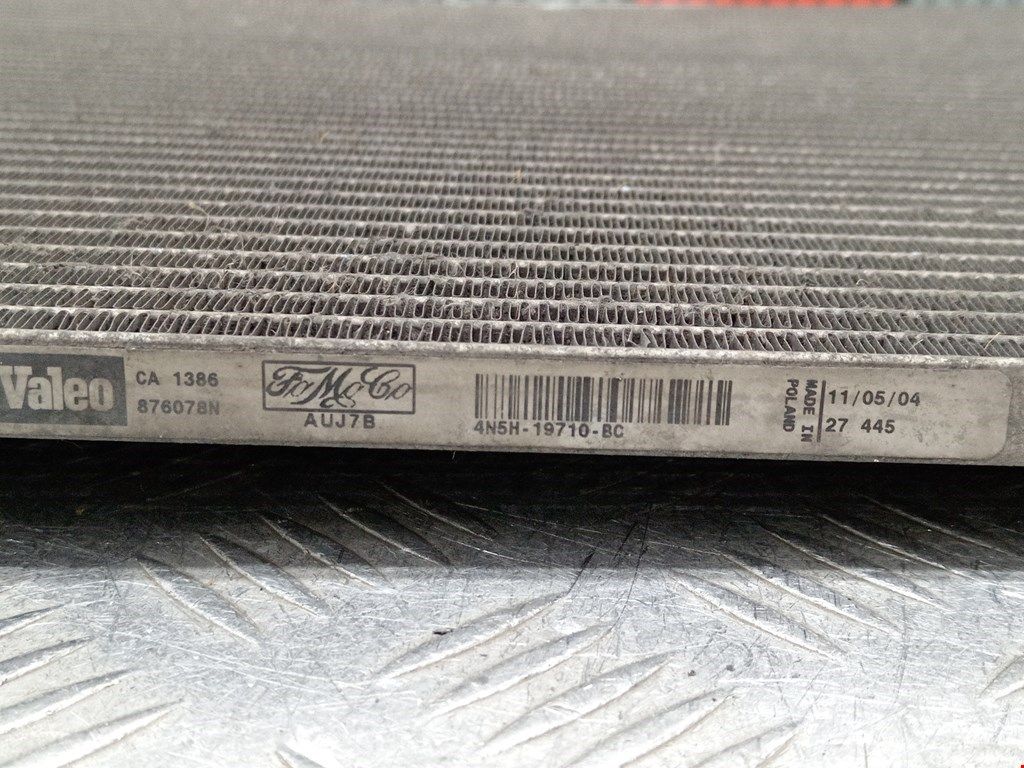 Valeo
CA 1386
876078N
FoMoCo
AUJ7B
4N5H-19710-BC
MADE IN
POLAND
11/05/04
27 445